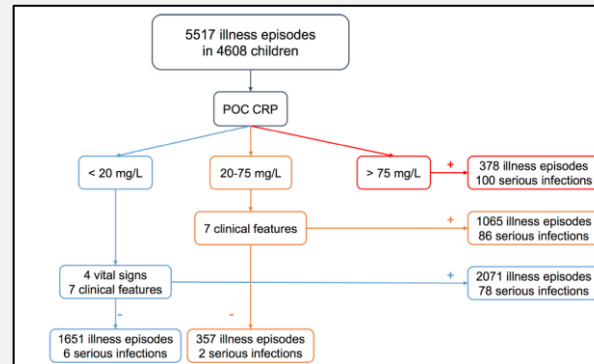 5517 illness episodes
in 4608 children
POC CRP
< 20 mg/L
20-75 mg/L
> 75 mg/L
+
378 illness episodes
100 serious infections
7 clinical features
+
1065 illness episodes
86 serious infections
4 vital signs
7 clinical features
+
2071 illness episodes
78 serious infections
-
-
1651 illness episodes
6 serious infections
357 illness episodes
2 serious infections